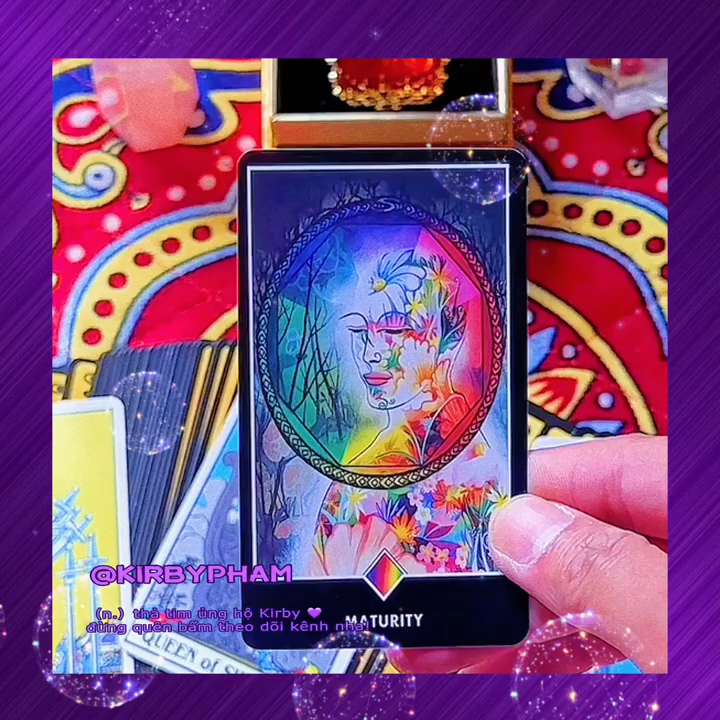 @KIRBYPHAM
(n.) thả tim ủng hộ Kirby ♥
đừng quên bấm theo dõi kênh nha!
MATURITY
QUEEN of S